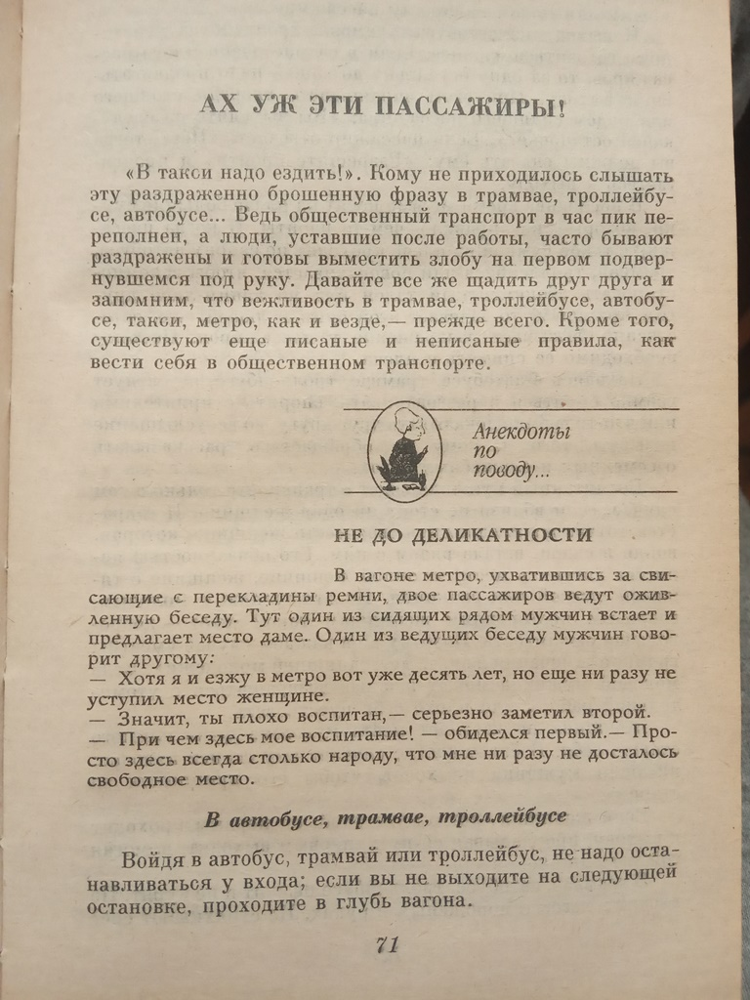 АХ УЖ ЭТИ ПАССАЖИРЫ!
«В такси надо ездить!». Кому не приходилось слышать
эту раздраженно брошенную фразу в трамвае, троллейбу-
се, автобусе... Ведь общественный транспорт в час пик пе-
реполнен, а люди, уставшие после работы, часто бывают
раздражены и готовы выместить злобу на первом подвер-
нувшемся под руку. Давайте все же щадить друг друга и
запомним, что вежливость в трамвае, троллейбусе, автобу-
се, такси, метро, как и везде,— прежде всего. Кроме того,
существуют еще писаные и неписаные правила, как
вести себя в общественном транспорте.
Анекдоты
по
поводу...
НЕ ДО ДЕЛИКАТНОСТИ
В вагоне метро, ухватившись за сви-
сающие с перекладины ремни, двое пассажиров ведут ожив-
ленную беседу. Тут один из сидящих рядом мужчин встает и
предлагает место даме. Один из ведущих беседу мужчин гово-
рит другому:
— Хотя я и езжу в метро вот уже десять лет, но еще ни разу не
уступил место женщине.
— Значит, ты плохо воспитан,— серьезно заметил второй.
— При чем здесь мое воспитание! — обиделся первый.— Про-
сто здесь всегда столько народу, что мне ни разу не досталось
свободное место.
В автобусе, трамвае, троллейбусе
Войдя в автобус, трамвай или троллейбус, не надо оста-
навливаться у входа; если вы не выходите на следующей
остановке, проходите в глубь вагона.
71